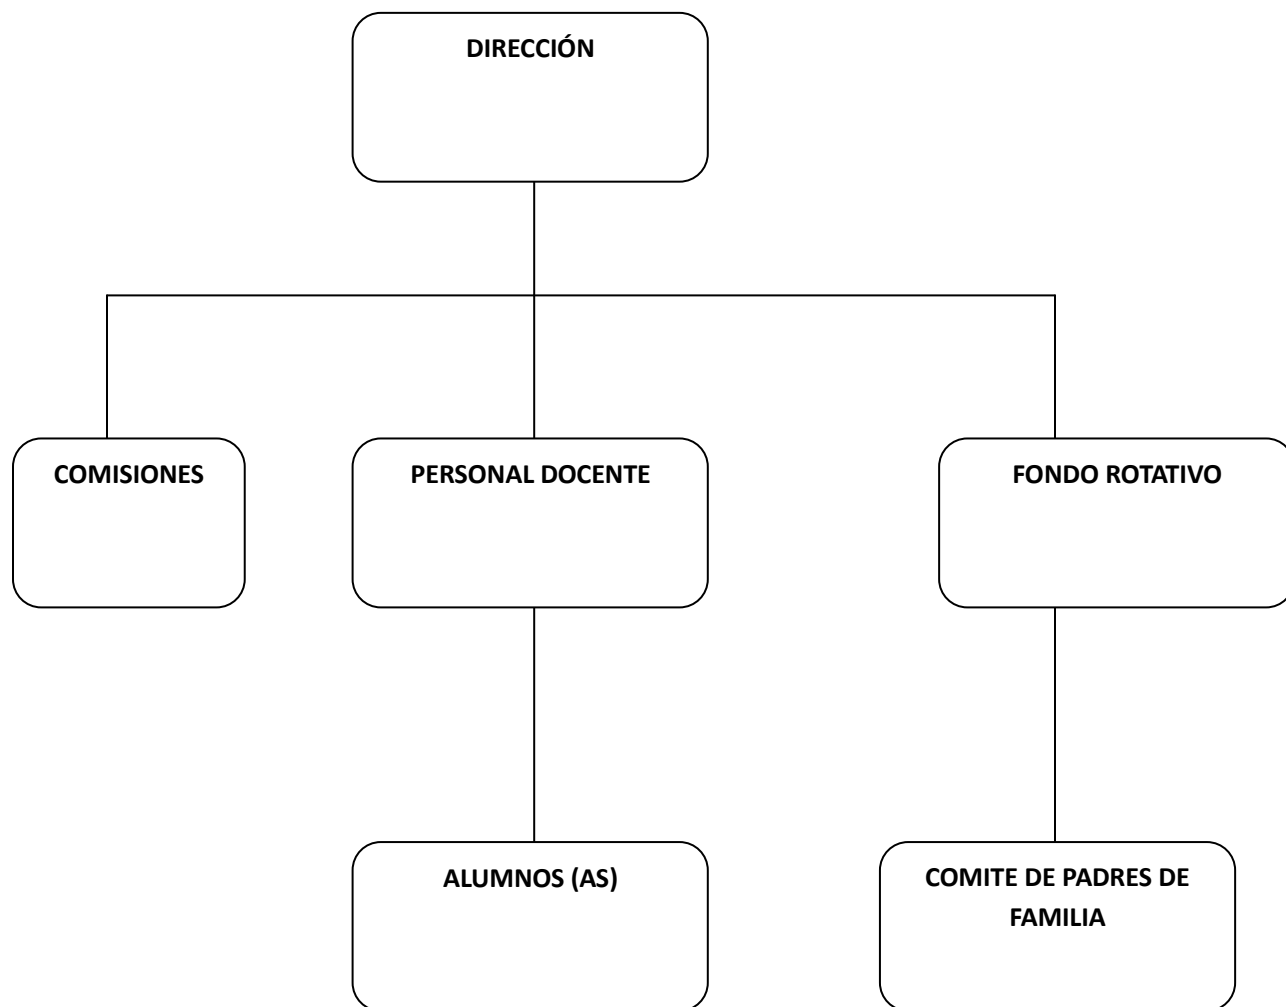 DIRECCIÓN
COMISIONES
PERSONAL DOCENTE
FONDO ROTATIVO
ALUMNOS (AS)
COMITE DE PADRES DE
FAMILIA